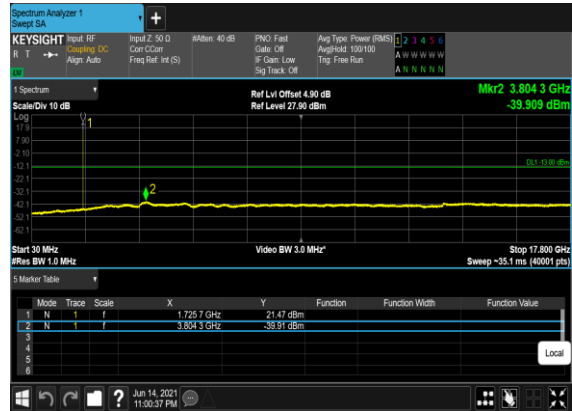 Spectrum Analyzer 1
Swept SA
+
KEYSIGHT Input: RF Input Z: 50 Ω #Atten: 40 dB PNO: Fast Avg Type: Power (RMS) 1 2 3 4 5 6
R T Coupling: DC Corr CCorr Gate: Off Avg|Hold: 100/100 A W W W W W
Align: Auto Freq Ref: Int (S) IF Gain: Low Trig: Free Run
Sig Track: Off A N N N N N
LW
1 Spectrum Ref Lvl Offset 4.90 dB Mkr2 3.804 3 GHz
Scale/Div 10 dB Ref Level 27.90 dBm -39.909 dBm
Log
17.9
7.90
-2.10
-12.1
-22.1
-32.1
-42.1
-52.1
-62.1
1
DL1 -13.00 dBm
2
Start 30 MHz Video BW 3.0 MHz* Stop 17.800 GHz
#Res BW 1.0 MHz Sweep ~35.1 ms (40001 pts)
5 Marker Table
Mode Trace Scale X Y Function Function Width Function Value
1 N 1 f 1.725 7 GHz 21.47 dBm
2 N 1 f 3.804 3 GHz -39.91 dBm
3
4
5
6
Local
? Jun 14, 2021
11:00:37 PM